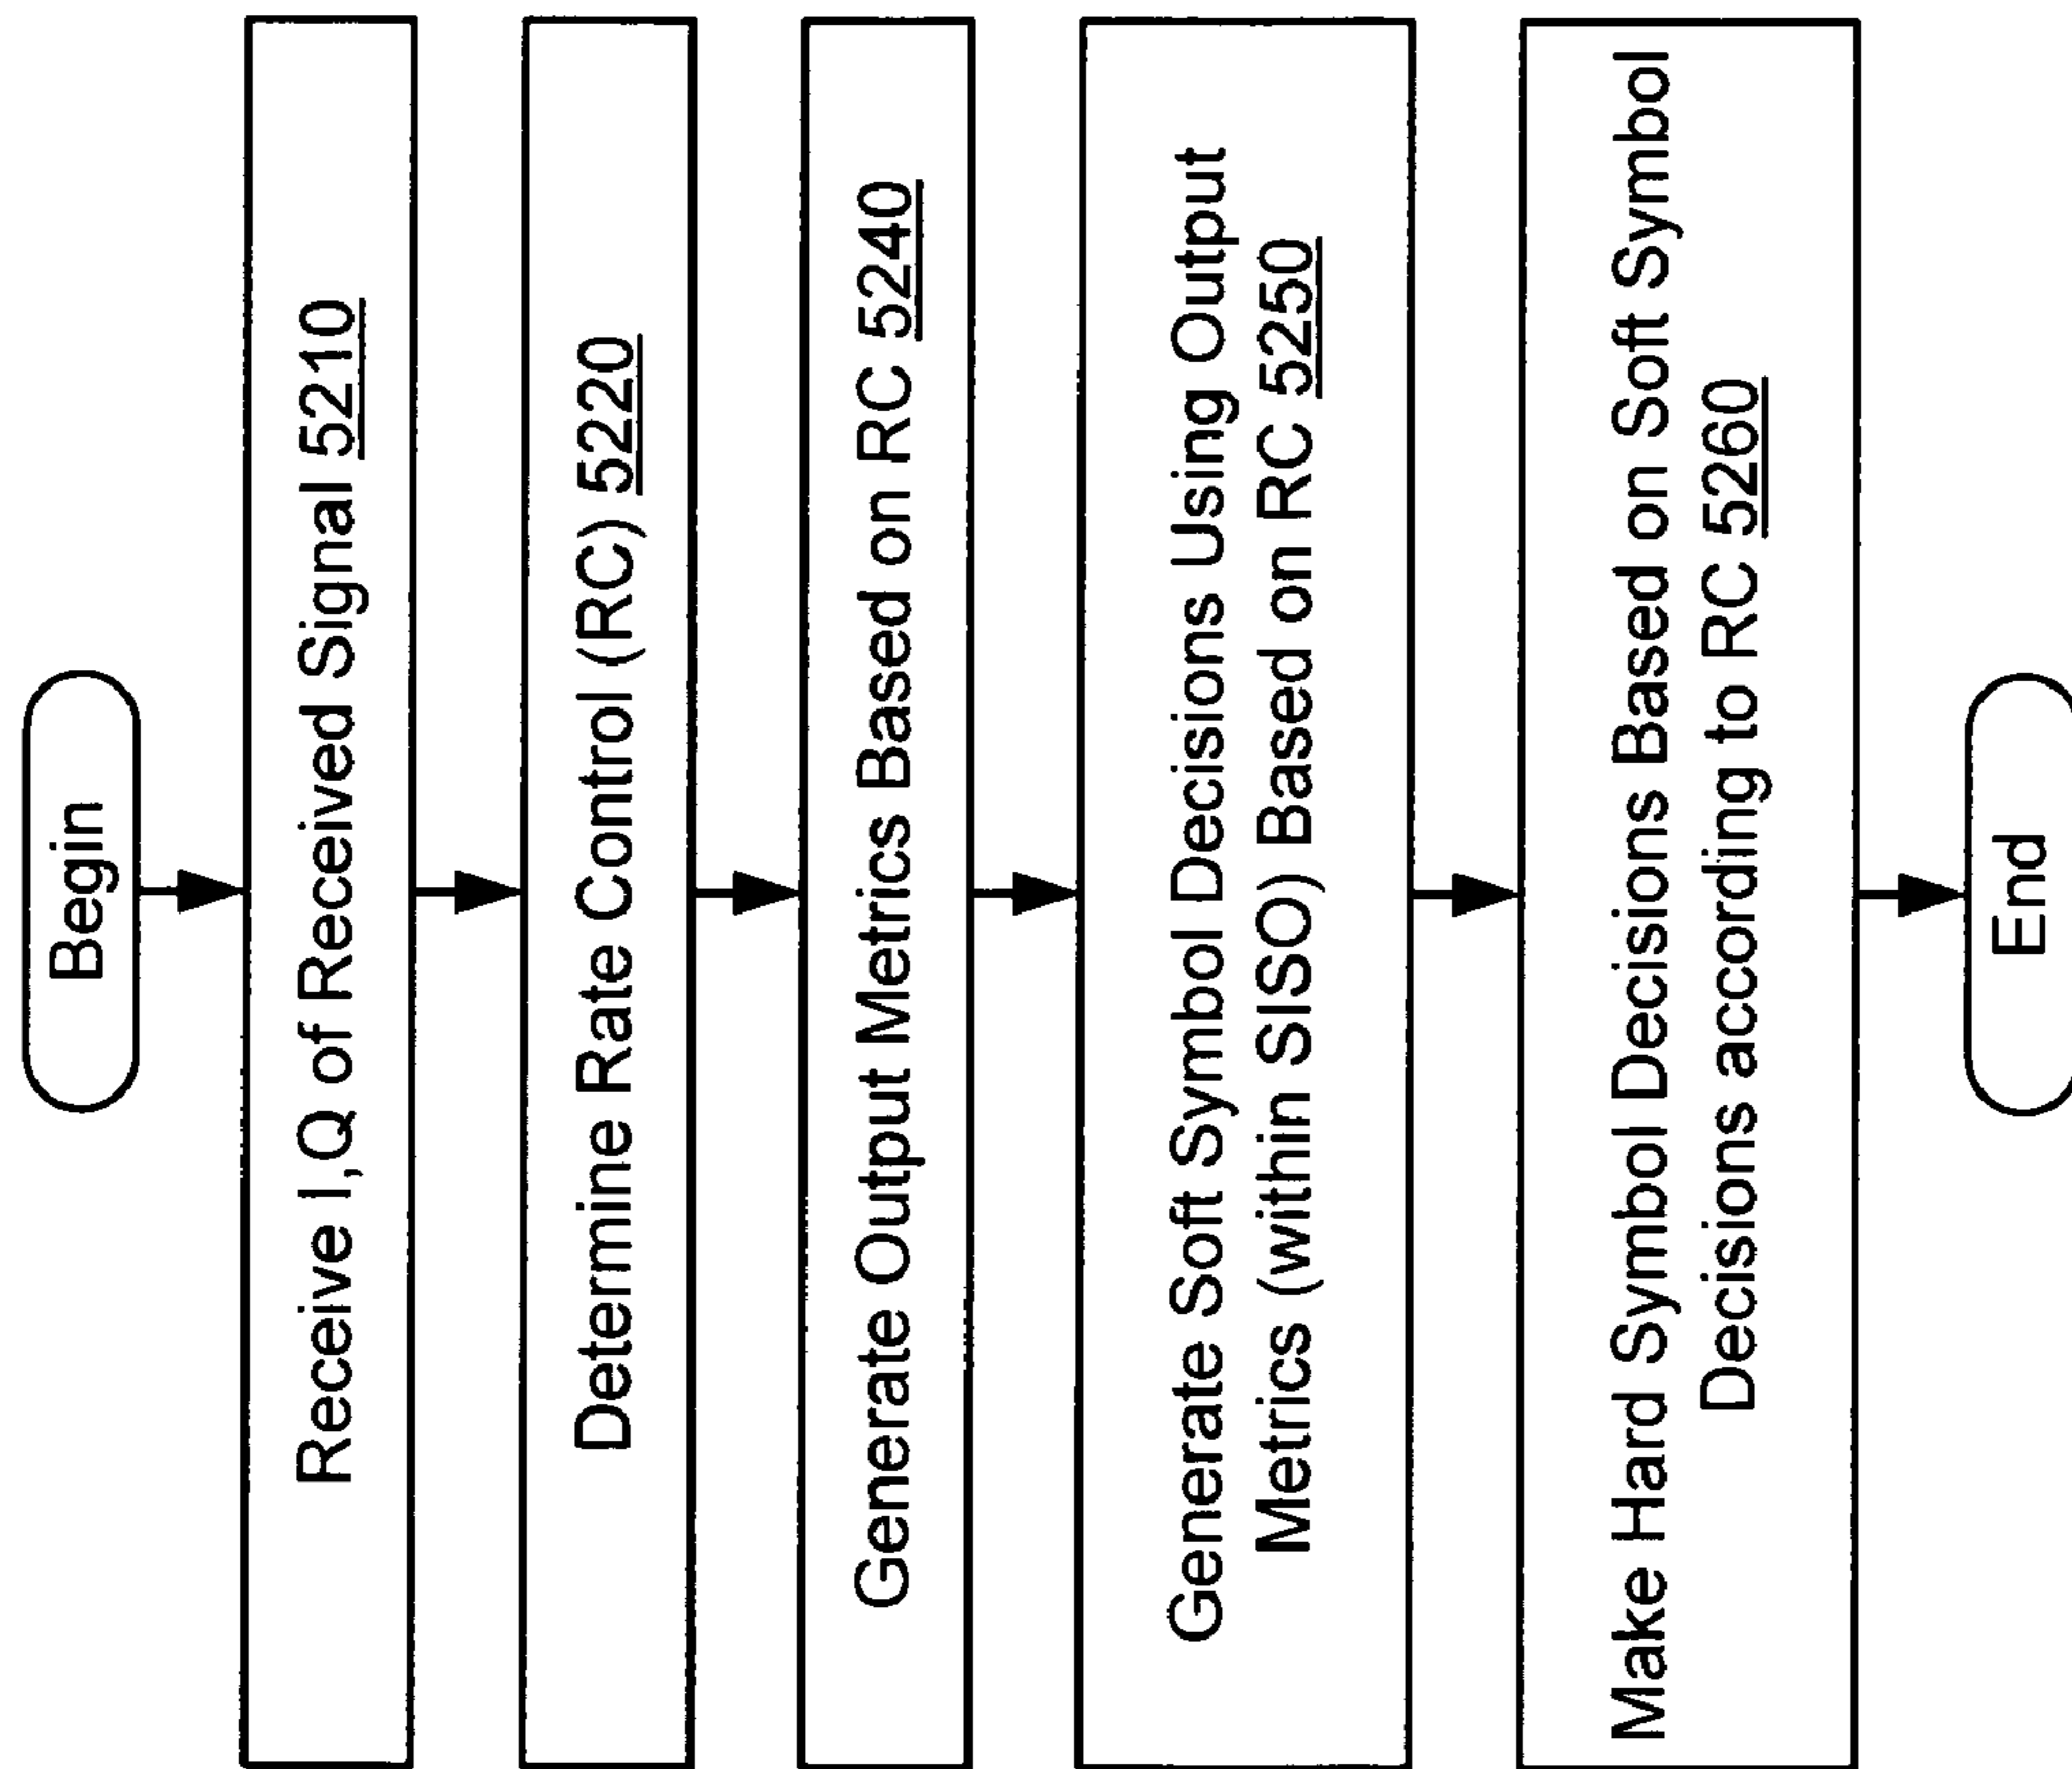 Begin
Receive I,Q of Received Signal 5210
Determine Rate Control (RC) 5220
Generate Output Metrics Based on RC 5240
Generate Soft Symbol Decisions Using Output
Metrics (within SISO) Based on RC 5250
Make Hard Symbol Decisions Based on Soft Symbol
Decisions according to RC 5260
End